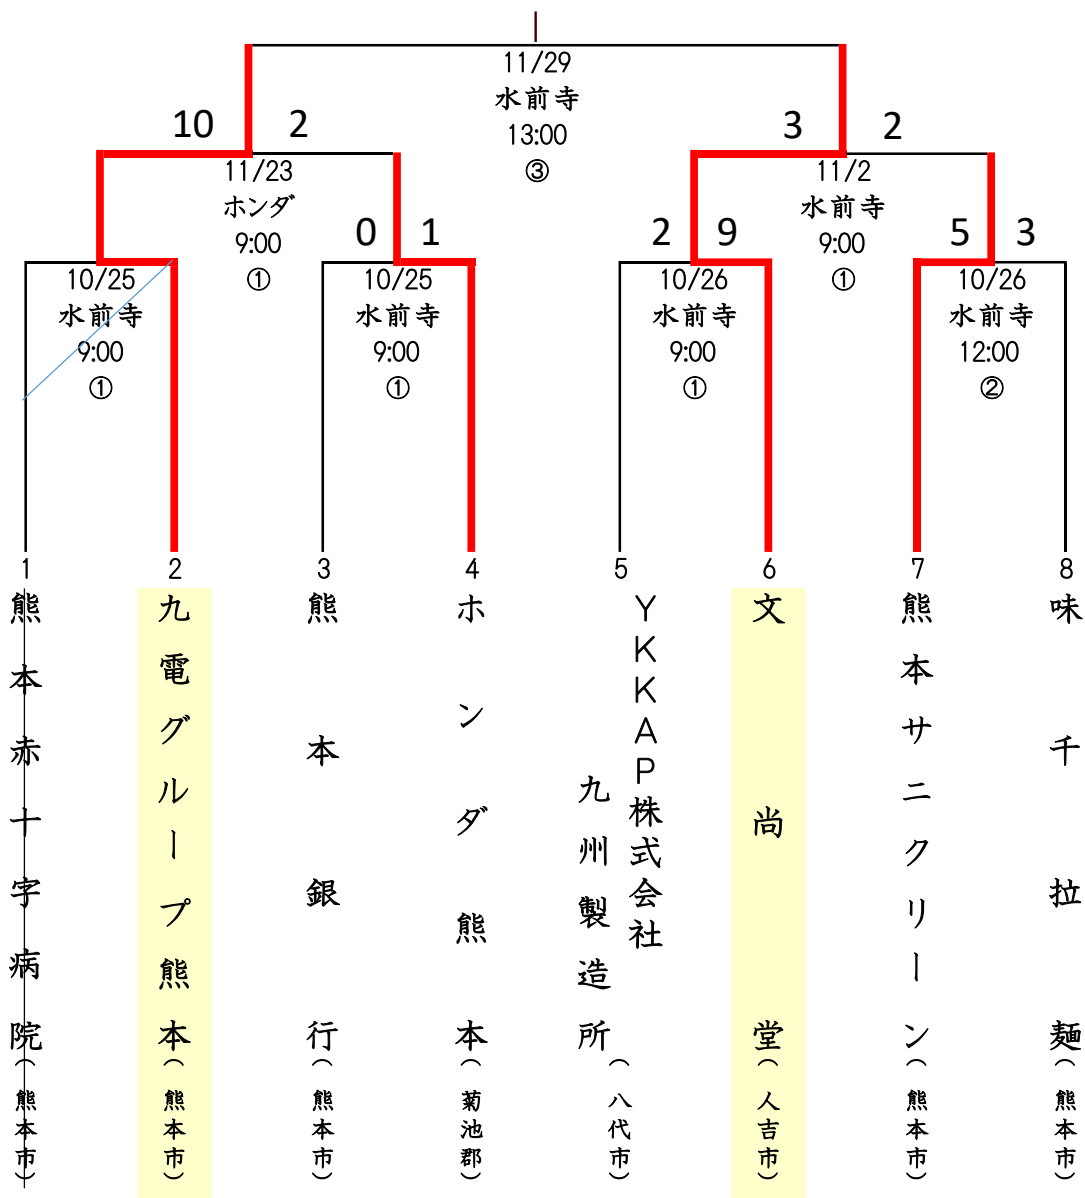 11/29
水前寺
13:00
③
10 2
3 2
11/23
ホンダ
9:00
①
11/2
水前寺
9:00
①
0 1
2 9
5 3
10/25
水前寺
9:00
①
10/25
水前寺
9:00
①
10/26
水前寺
9:00
①
10/26
水前寺
12:00
②
1
熊本赤十字病院(熊本市)
2
九電グループ熊本(熊本市)
3
熊本銀行(熊本市)
4
ホンダ熊本(菊池郡)
5
YKKAP株式会社
九州製造所(八代市)
6
文尚堂(人吉市)
7
熊本サニクリーン(熊本市)
8
味千拉麺(熊本市)